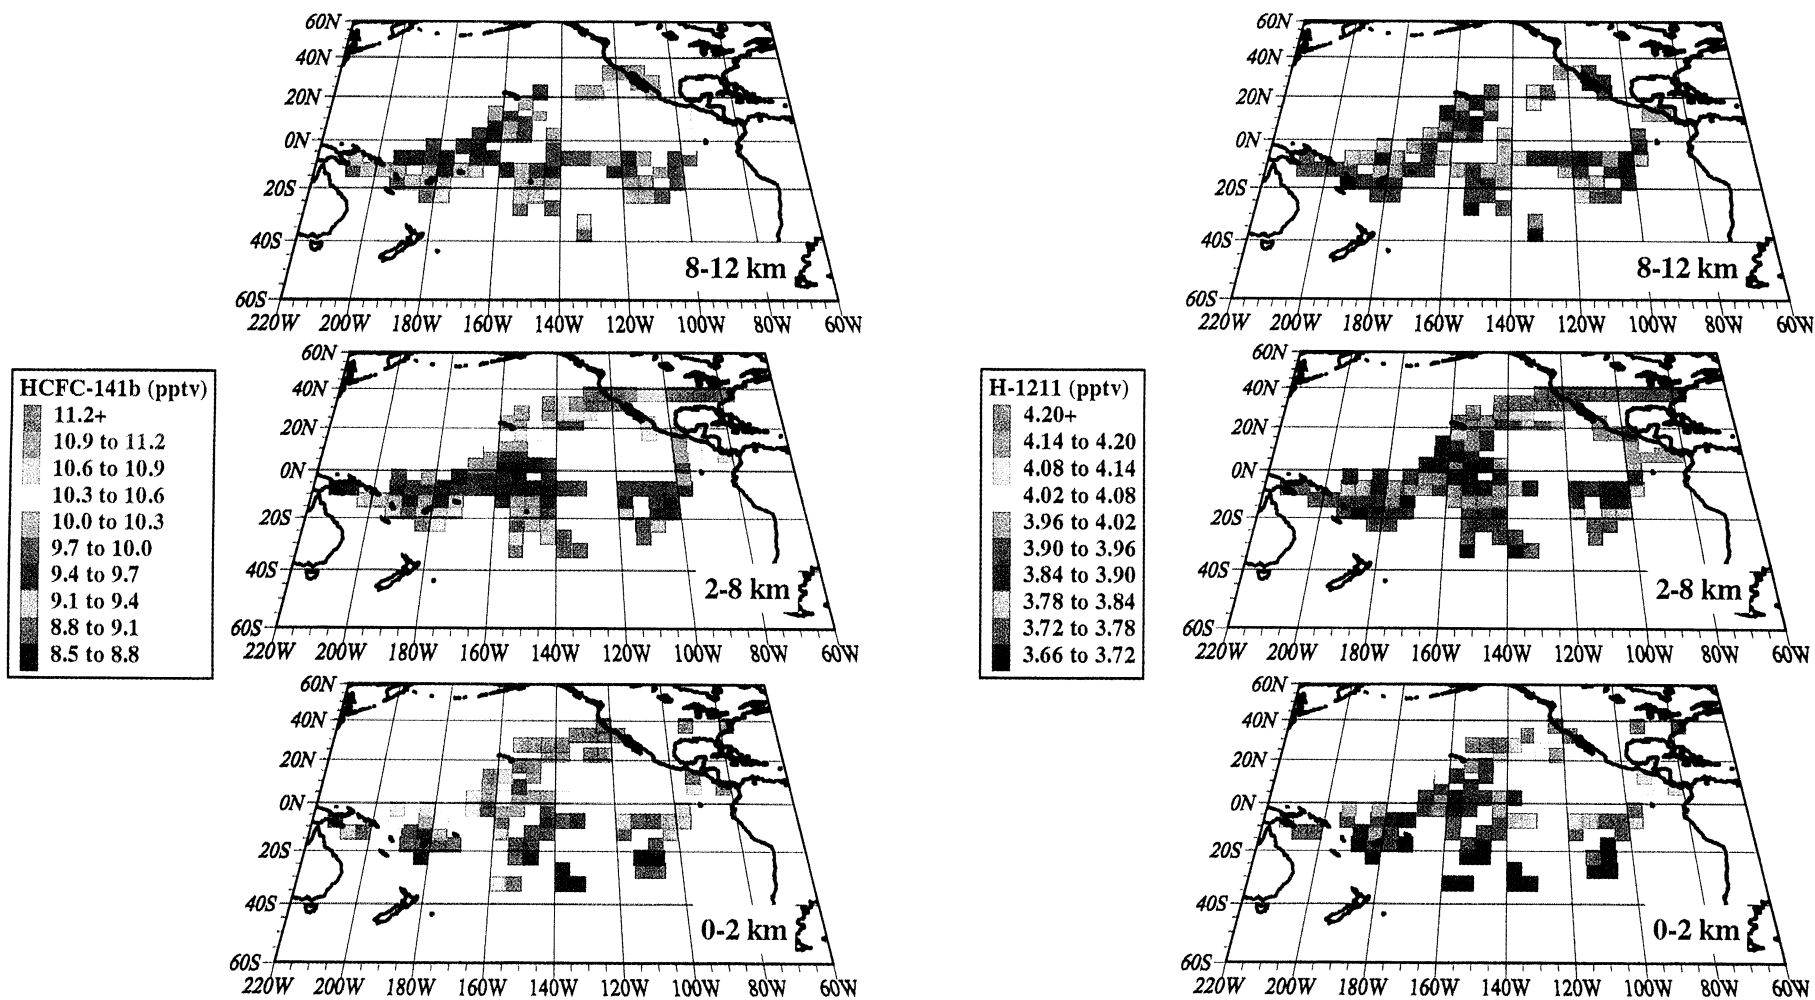 60N
40N
20N
0N
20S
40S
60S
8-12 km
220W 200W 180W 160W 140W 120W 100W 80W 60W
60N
40N
20N
0N
20S
40S
60S
8-12 km
220W 200W 180W 160W 140W 120W 100W 80W 60W
HCFC-141b (pptv)
11.2+
10.9 to 11.2
10.6 to 10.9
10.3 to 10.6
10.0 to 10.3
9.7 to 10.0
9.4 to 9.7
9.1 to 9.4
8.8 to 9.1
8.5 to 8.8
60N
40N
20N
0N
20S
40S
60S
2-8 km
220W 200W 180W 160W 140W 120W 100W 80W 60W
H-1211 (pptv)
4.20+
4.14 to 4.20
4.08 to 4.14
4.02 to 4.08
3.96 to 4.02
3.90 to 3.96
3.84 to 3.90
3.78 to 3.84
3.72 to 3.78
3.66 to 3.72
60N
40N
20N
0N
20S
40S
60S
2-8 km
220W 200W 180W 160W 140W 120W 100W 80W 60W
60N
40N
20N
0N
20S
40S
60S
0-2 km
220W 200W 180W 160W 140W 120W 100W 80W 60W
60N
40N
20N
0N
20S
40S
60S
0-2 km
220W 200W 180W 160W 140W 120W 100W 80W 60W